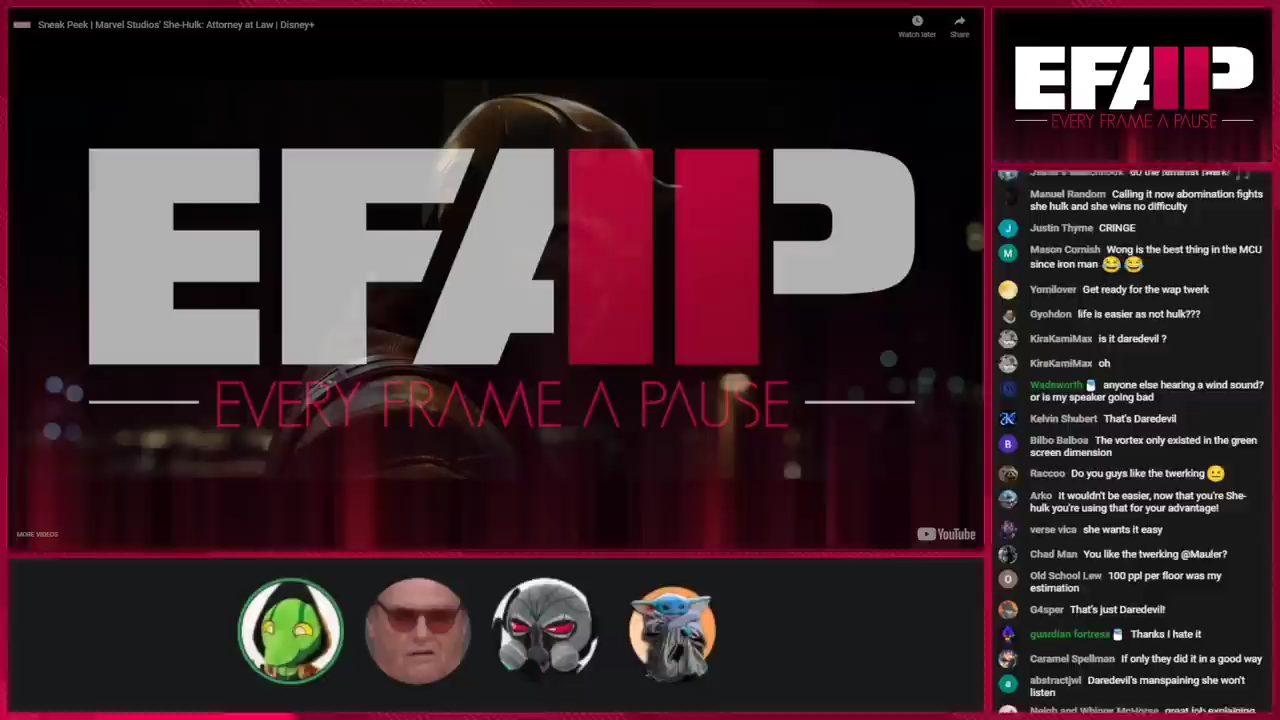 Sneak Peek | Marvel Studios' She-Hulk: Attorney at Law | Disney+
Watch later
Share
EFAP
EVERY FRAME A PAUSE
MORE VIDEOS
YouTube
EFAP
EVERY FRAME A PAUSE
Manuel Random Calling it now abomination fights
she hulk and she wins no difficulty
J
Justin Thyme CRINGE
M
Mason Cornish Wong is the best thing in the MCU
since iron man 😂 😂
Yomilover Get ready for the wap twerk
Gyohdon life is easier as not hulk???
KiraKamiMax is it daredevil ?
KiraKamiMax oh
Wadsworth anyone else hearing a wind sound?
or is my speaker going bad
Kelvin Shubert That's Daredevil
B
Bilbo Balboa The vortex only existed in the green
screen dimension
Raccoo Do you guys like the twerking 😐
Arko It wouldn't be easier, now that you're She-
hulk you're using that for your advantage!
verse vica she wants it easy
Chad Man You like the twerking @Mauler?
O
Old School Lew 100 ppl per floor was my
estimation
G4sper That's just Daredevil!
guardian fortress Thanks I hate it
Caramel Spellman If only they did it in a good way
a
abstractjwl Daredevil's manspaining she won't
listen
Neigh and Whinny McHorse great job explaining